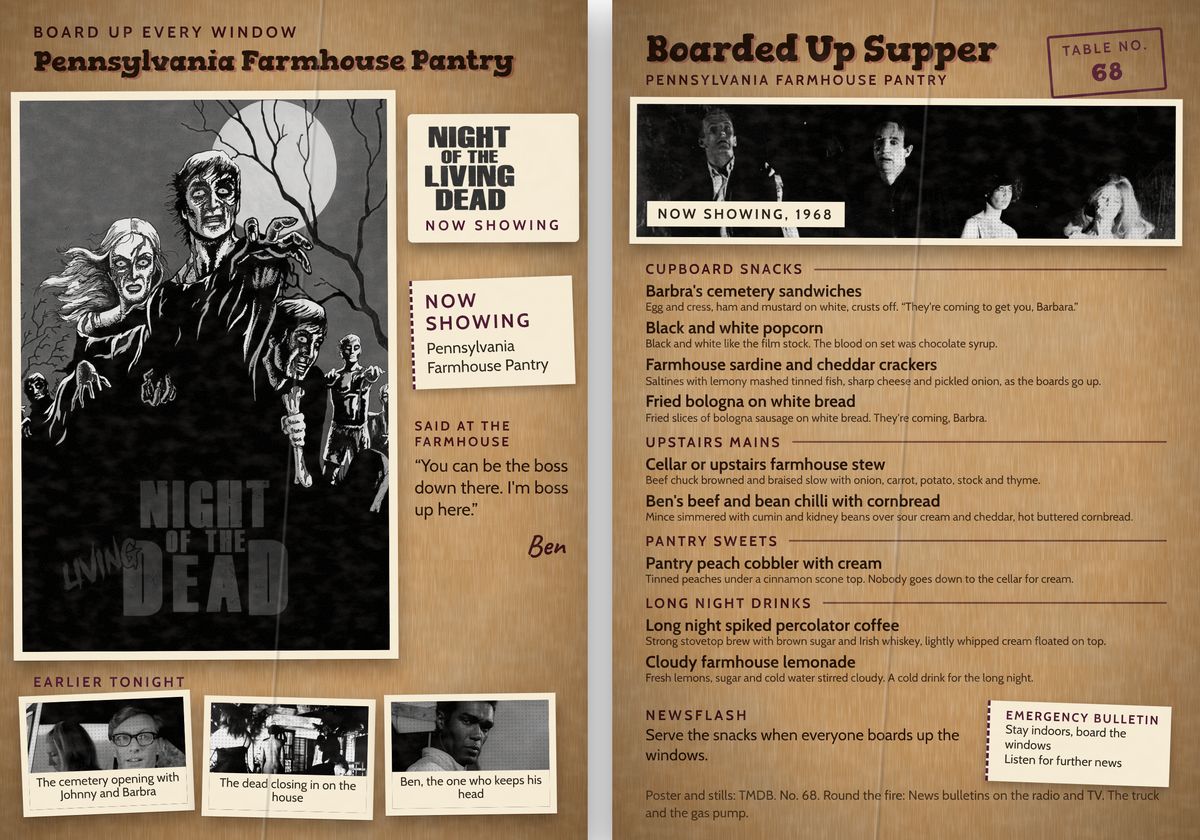 BOARD UP EVERY WINDOW
Pennsylvania Farmhouse Pantry
NIGHT
OF THE
LIVING
DEAD
NOW SHOWING
NOW
SHOWING
Pennsylvania
Farmhouse Pantry
SAID AT THE
FARMHOUSE
“You can be the boss
down there. I'm boss
up here.”
Ben
NIGHT
OF THE
LIVING
DEAD
EARLIER TONIGHT
The cemetery opening with
Johnny and Barbra
The dead closing in on the
house
Ben, the one who keeps his
head
Boarded Up Supper
PENNSYLVANIA FARMHOUSE PANTRY
TABLE NO.
68
NOW SHOWING, 1968
CUPBOARD SNACKS
Barbra's cemetery sandwiches
Egg and cress, ham and mustard on white, crusts off. “They're coming to get you, Barbara.”
Black and white popcorn
Black and white like the film stock. The blood on set was chocolate syrup.
Farmhouse sardine and cheddar crackers
Saltines with lemony mashed tinned fish, sharp cheese and pickled onion, as the boards go up.
Fried bologna on white bread
Fried slices of bologna sausage on white bread. They're coming, Barbra.
UPSTAIRS MAINS
Cellar or upstairs farmhouse stew
Beef chuck browned and braised slow with onion, carrot, potato, stock and thyme.
Ben's beef and bean chilli with cornbread
Mince simmered with cumin and kidney beans over sour cream and cheddar, hot buttered cornbread.
PANTRY SWEETS
Pantry peach cobbler with cream
Tinned peaches under a cinnamon scone top. Nobody goes down to the cellar for cream.
LONG NIGHT DRINKS
Long night spiked percolator coffee
Strong stovetop brew with brown sugar and Irish whiskey, lightly whipped cream floated on top.
Cloudy farmhouse lemonade
Fresh lemons, sugar and cold water stirred cloudy. A cold drink for the long night.
NEWSFLASH
Serve the snacks when everyone boards up the
windows.
EMERGENCY BULLETIN
Stay indoors, board the
windows
Listen for further news
Poster and stills: TMDB. No. 68. Round the fire: News bulletins on the radio and TV. The truck
and the gas pump.